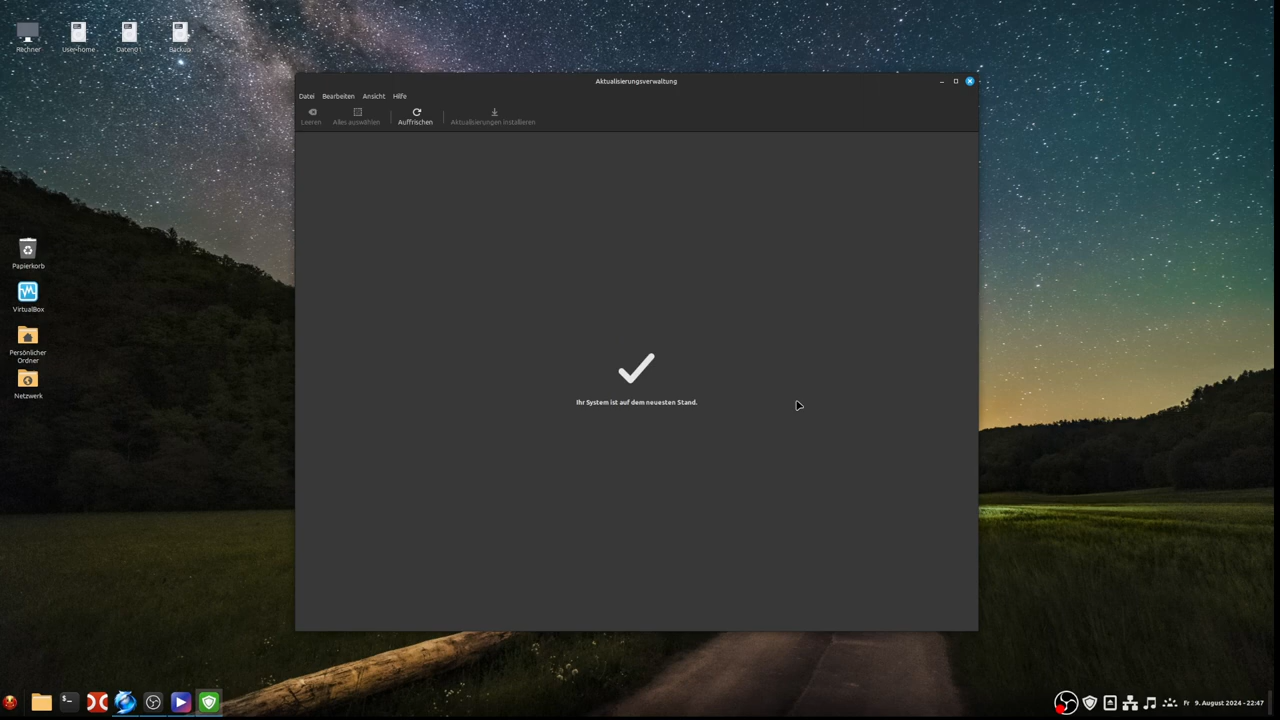 Rechner
User-home
Daten01
Backup
Aktualisierungsverwaltung
Datei Bearbeiten Ansicht Hilfe
Leeren Alles auswählen Auffrischen Aktualisierungen installieren
Papierkorb
VirtualBox
Persönlicher
Ordner
Netzwerk
Ihr System ist auf dem neuesten Stand.
Fr 9. August 2024 - 22:47